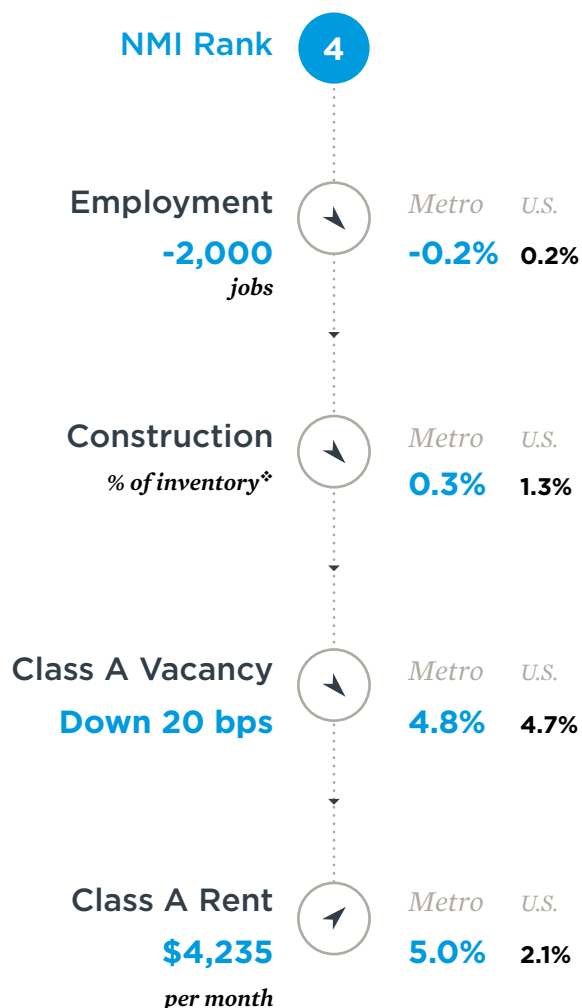 NMI Rank 4
Employment Metro U.S.
-2,000 -0.2% 0.2%
jobs
Construction Metro U.S.
% of inventory❖ 0.3% 1.3%
Class A Vacancy Metro U.S.
Down 20 bps 4.8% 4.7%
Class A Rent Metro U.S.
$4,235 5.0% 2.1%
per month